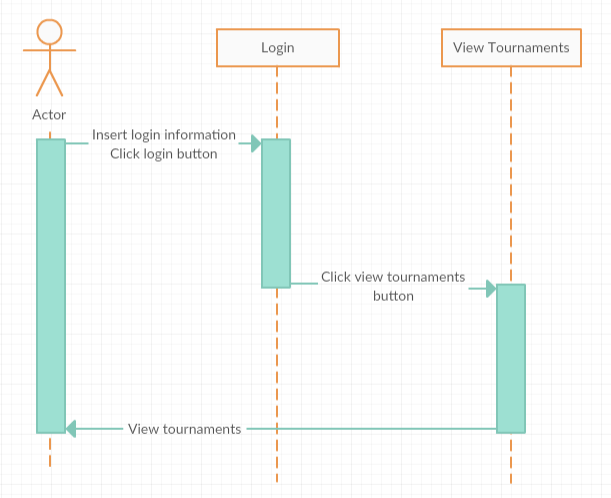 Login
View Tournaments
Actor
Insert login information
Click login button
Click view tournaments
button
View tournaments